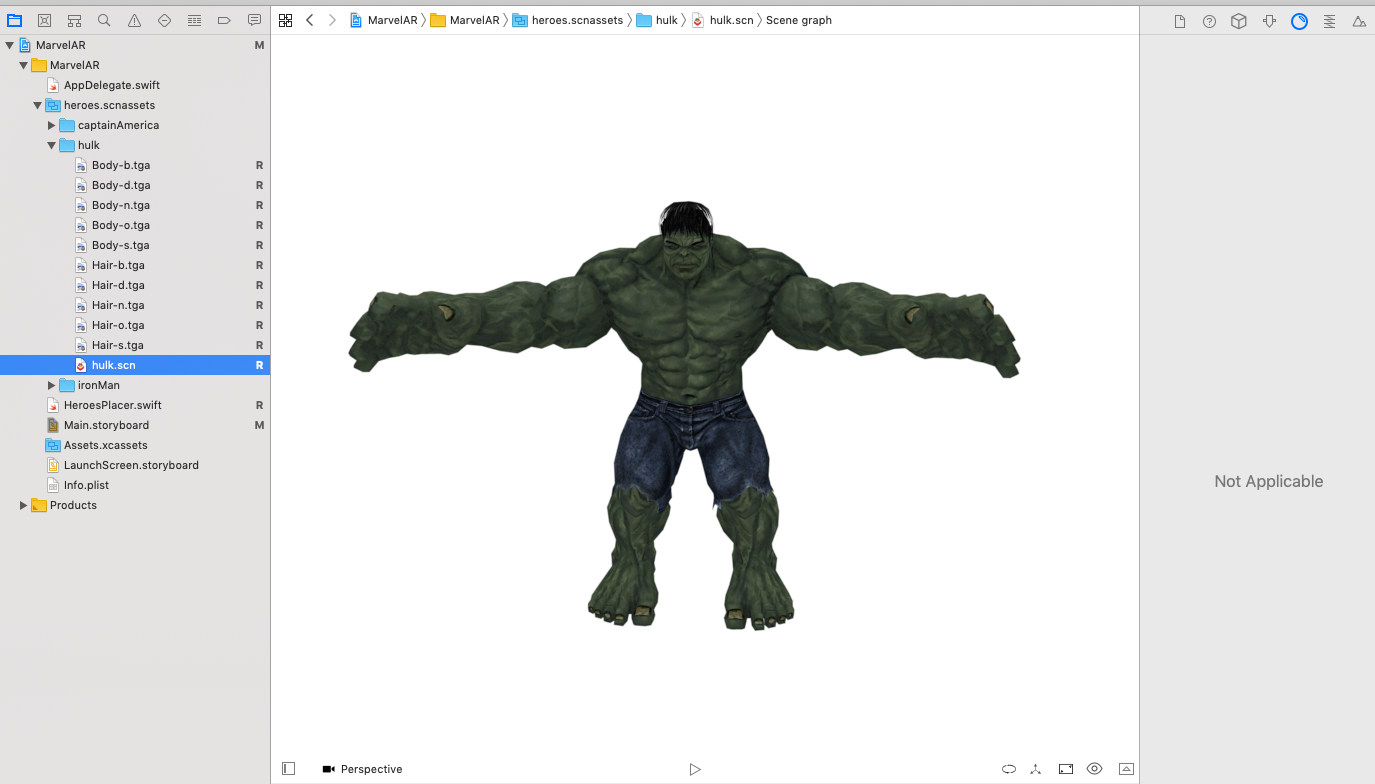 MarvelAR 〉 MarvelAR 〉 heroes.scnassets 〉 hulk 〉 hulk.scn 〉 Scene graph
MarvelAR M
MarvelAR
AppDelegate.swift
heroes.scnassets
captainAmerica
hulk
Body-b.tga R
Body-d.tga R
Body-n.tga R
Body-o.tga R
Body-s.tga R
Hair-b.tga R
Hair-d.tga R
Hair-n.tga R
Hair-o.tga R
Hair-s.tga R
hulk.scn R
ironMan
HeroesPlacer.swift R
Main.storyboard M
Assets.xcassets
LaunchScreen.storyboard
Info.plist
Products
Not Applicable
Perspective